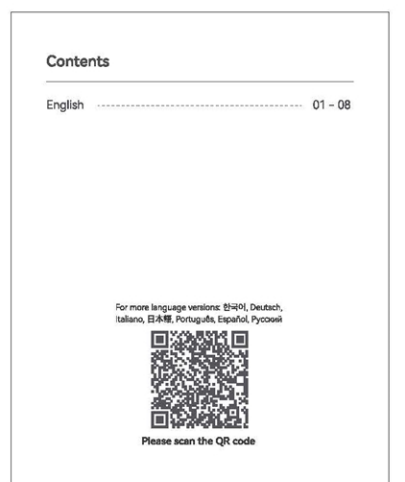 Contents
English 01 – 08
For more language versions: 한국어, Deutsch,
Italiano, 日本語, Português, Español, Русский
Please scan the QR code